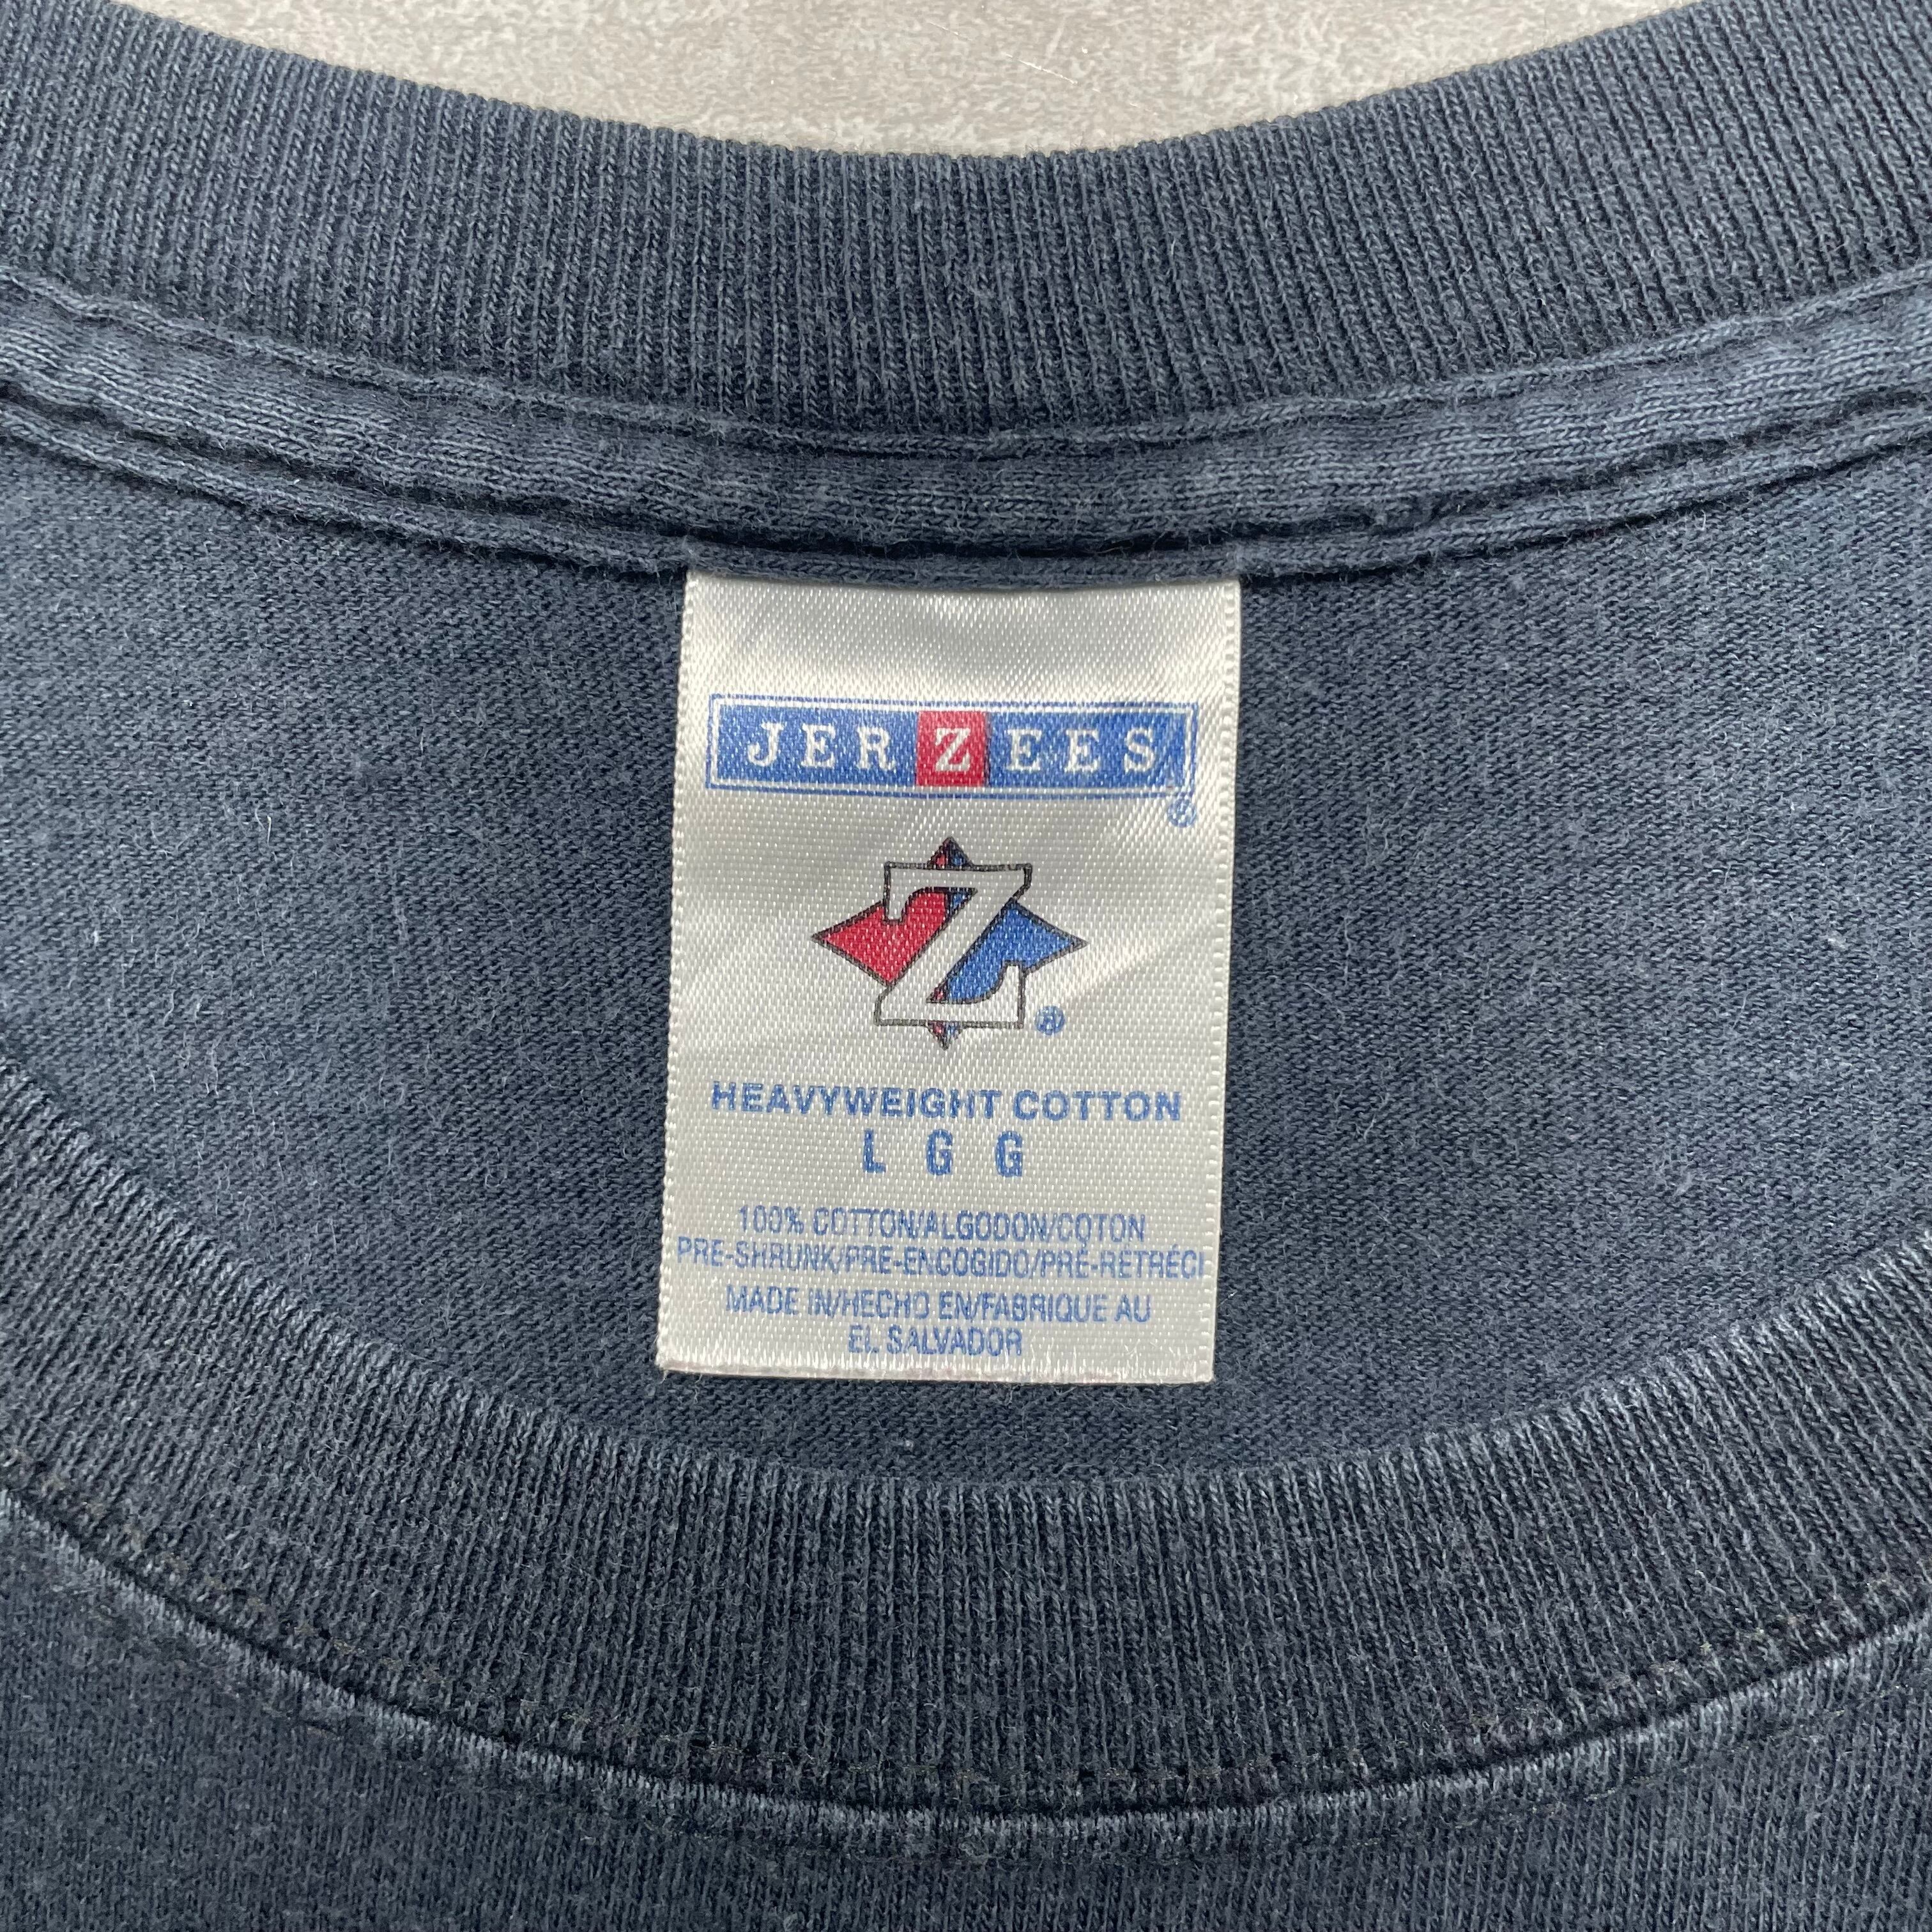 JERZEES®
Z®
HEAVYWEIGHT COTTON
L G G
100% COTTON/ALGODON/COTON
PRE-SHRUNK/PRE-ENCOGIDO/PRÉ-RETRÉCI
MADE IN/HECHO EN/FABRIQUE AU
EL SALVADOR